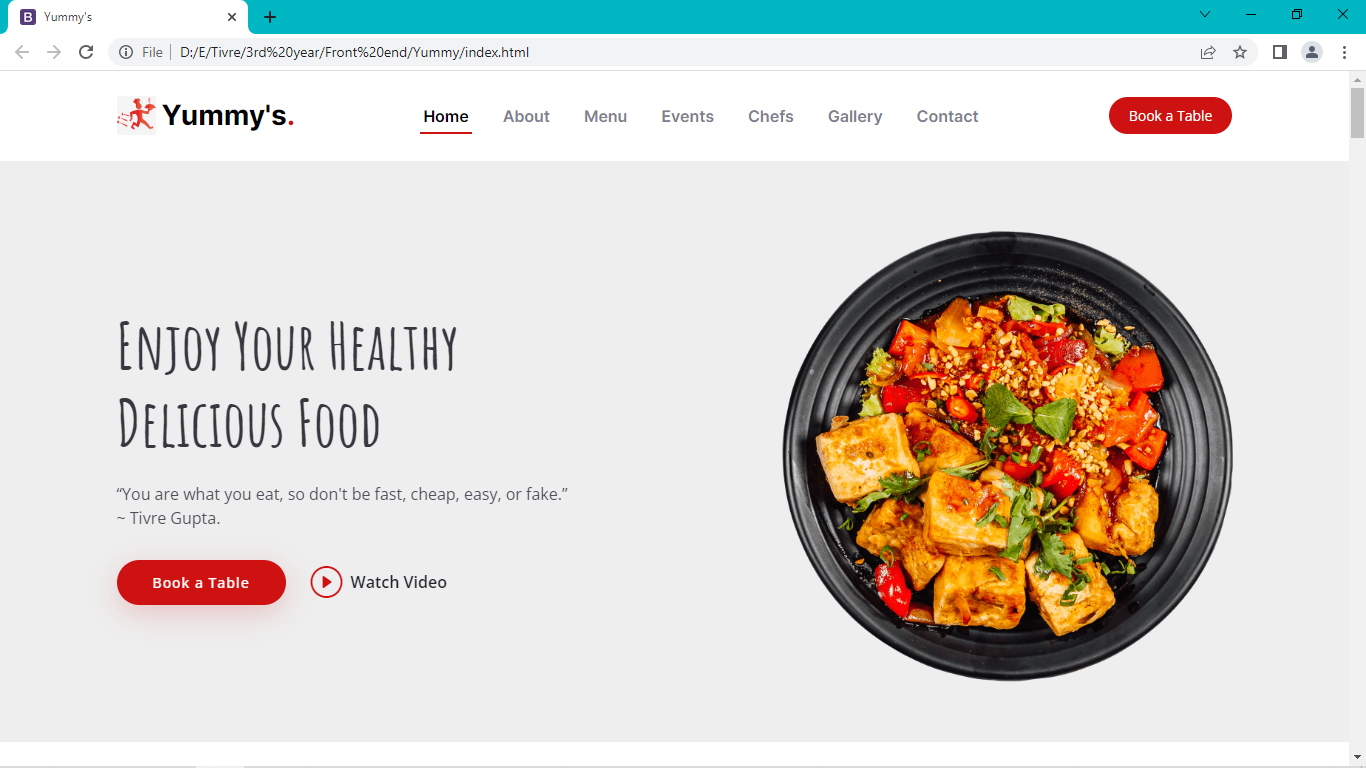 B Yummy's
File D:/E/Tivre/3rd%20year/Front%20end/Yummy/index.html
Yummy's.
Home About Menu Events Chefs Gallery Contact
Book a Table
Enjoy Your Healthy
Delicious Food
“You are what you eat, so don't be fast, cheap, easy, or fake.”
~ Tivre Gupta.
Book a Table
Watch Video